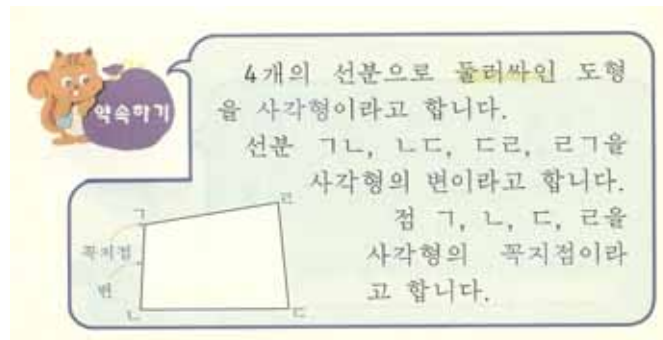 약속하기
4개의 선분으로 둘러싸인 도형
을 사각형이라고 합니다.
선분 ㄱㄴ, ㄴㄷ, ㄷㄹ, ㄹㄱ을
사각형의 변이라고 합니다.
점 ㄱ, ㄴ, ㄷ, ㄹ을
사각형의 꼭지점이라
고 합니다.
ㄹ
ㄱ
꼭지점
변
ㄴ
ㄷ